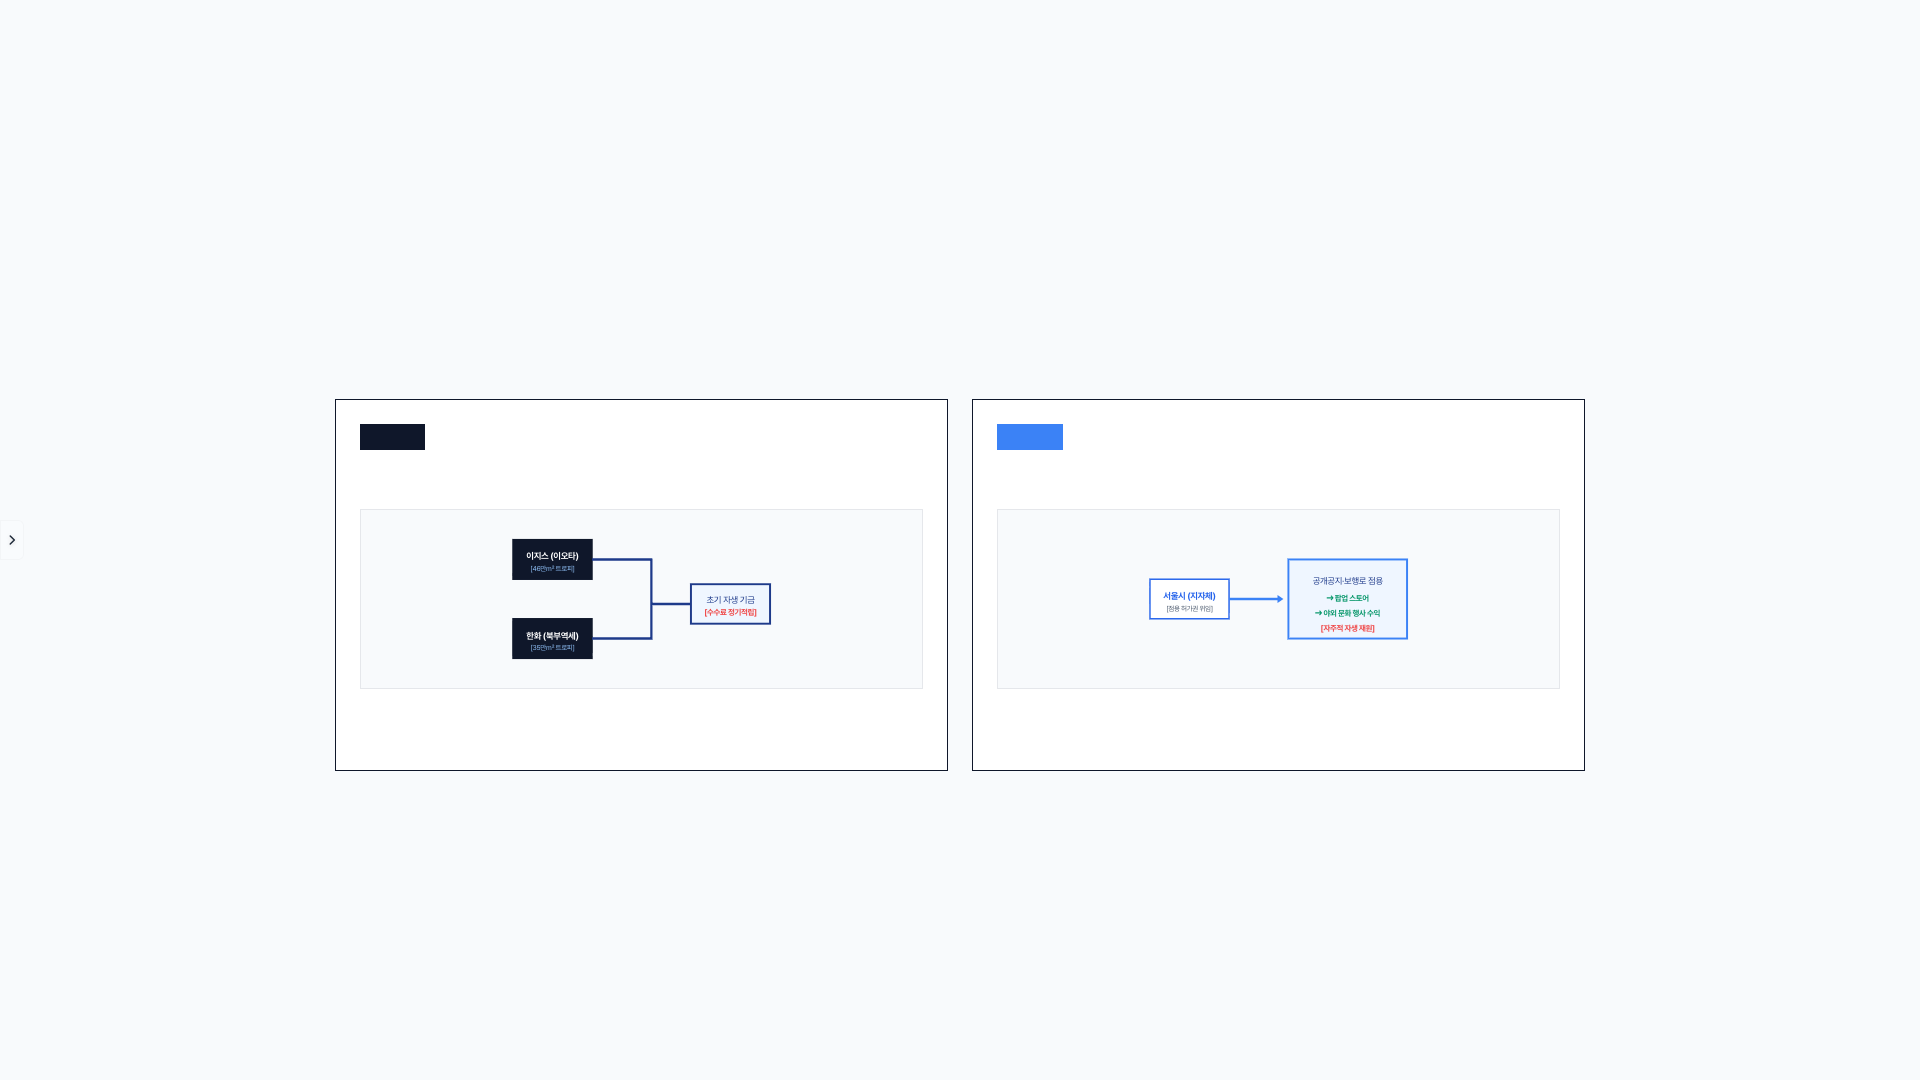 이지스 (이오타)
[46만m² 트로피]
한화 (북부역세)
[35만m² 트로피]
초기 자생 기금
[수수료 정기적립]
서울시 (지자체)
[점용 허가권 위임]
공개공지·보행로 점용
➔ 팝업 스토어
➔ 야외 문화 행사 수익
[자주적 자생 재원]